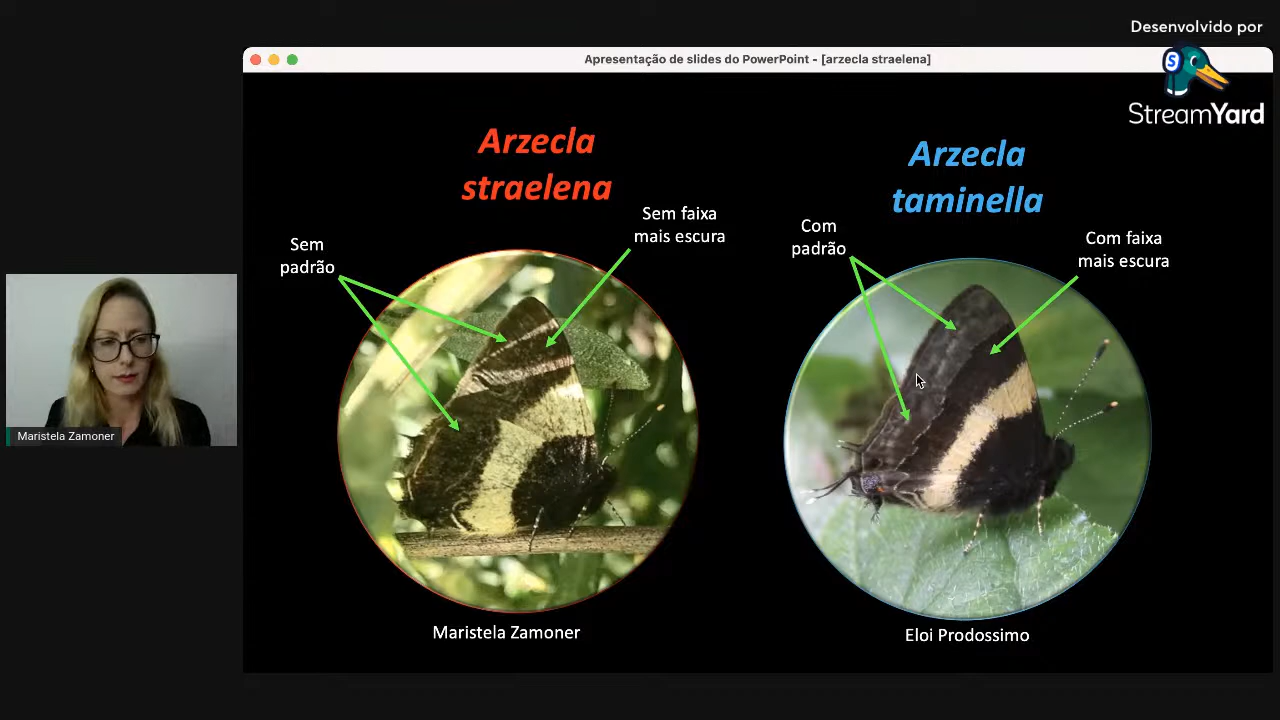 Desenvolvido por
StreamYard
Apresentação de slides do PowerPoint - [arzecla straelena]
Arzecla
straelena
Sem faixa
mais escura
Sem
padrão
Arzecla
taminella
Com
padrão
Com faixa
mais escura
Maristela Zamoner
Maristela Zamoner
Eloi Prodossimo